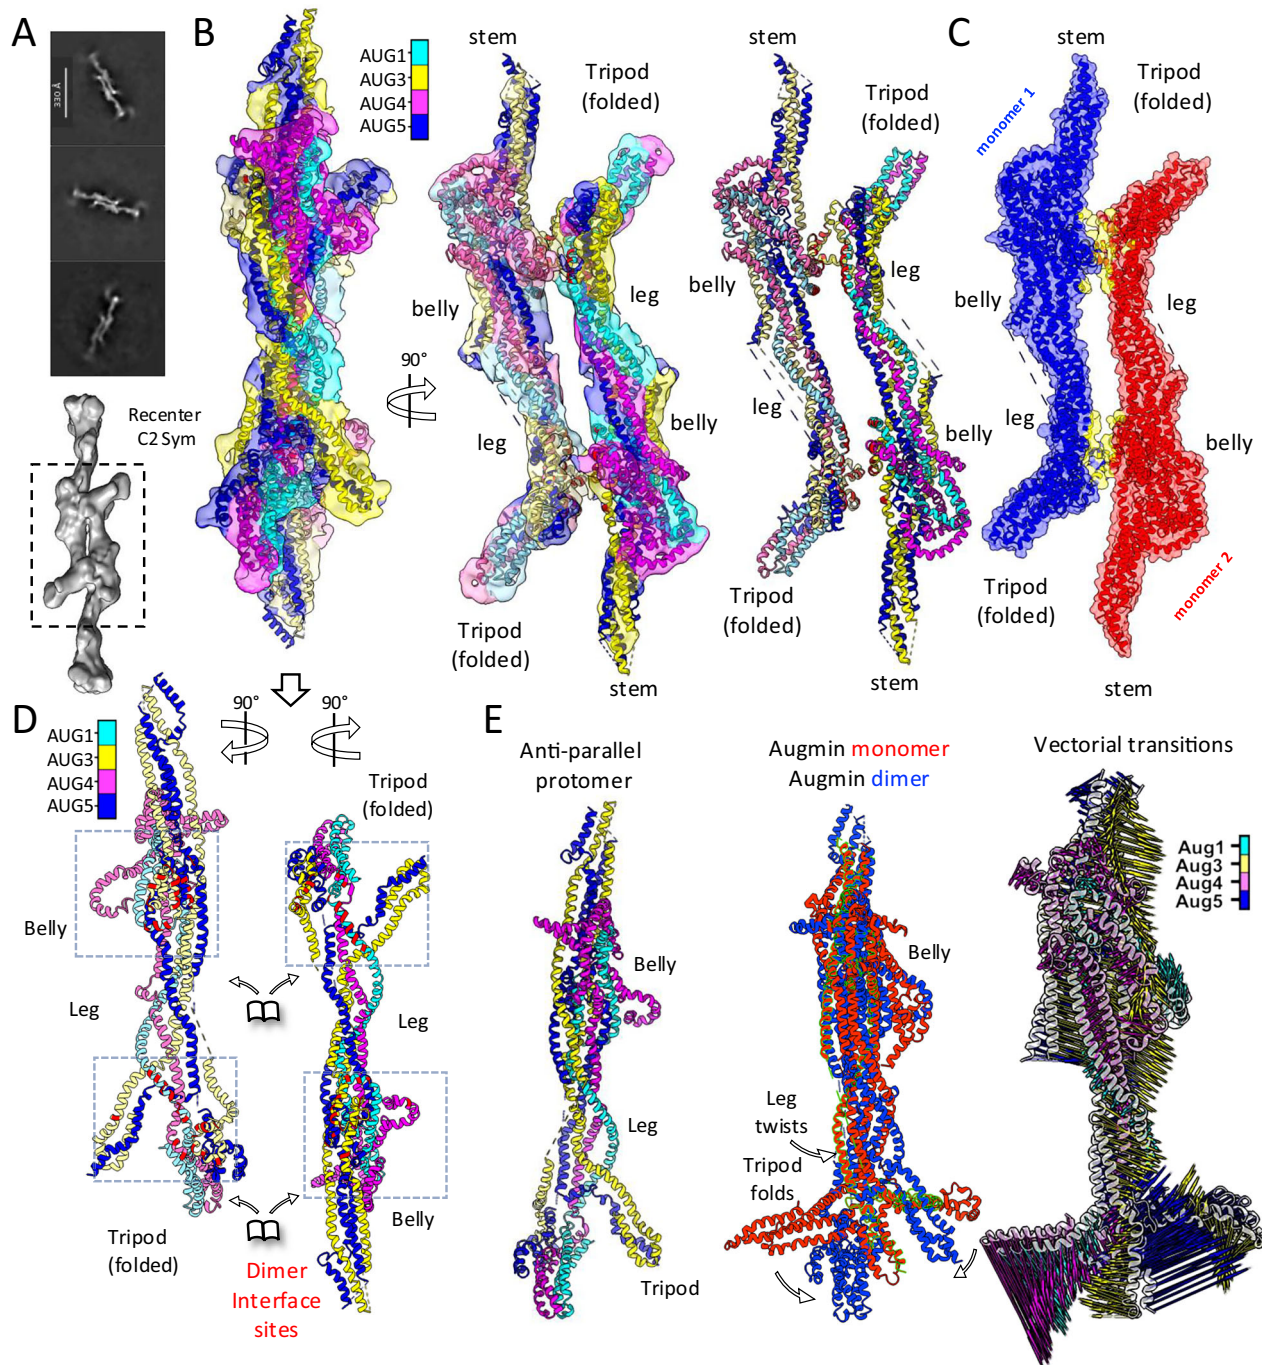 A
330 Å
Recenter
C2 Sym
B
AUG1
AUG3
AUG4
AUG5
stem
Tripod
(folded)
belly
leg
90°
leg
belly
Tripod
(folded)
stem
stem
Tripod
(folded)
belly
leg
leg
belly
Tripod
(folded)
stem
C
stem
Tripod
(folded)
monomer 1
belly
leg
leg
belly
Tripod
(folded)
monomer 2
stem
D
90°
90°
AUG1
AUG3
AUG4
AUG5
Tripod
(folded)
Belly
Leg
Leg
Tripod
(folded)
Belly
Dimer
Interface
sites
E
Anti-parallel
protomer
Belly
Leg
Tripod
Augmin monomer
Augmin dimer
Belly
Leg
twists
Tripod
folds
Vectorial transitions
Aug1
Aug3
Aug4
Aug5